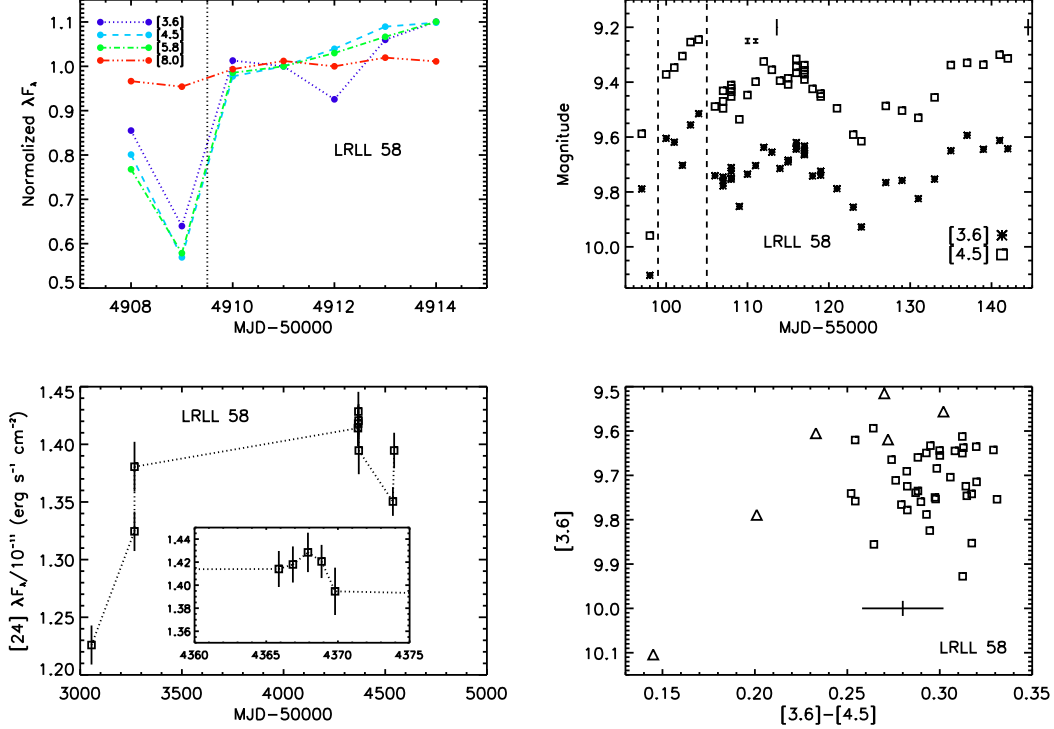 [3.6]
[4.5]
[5.8]
[8.0]
1.1
1.0
0.9
0.8
0.7
0.6
0.5
Normalized λFλ
LRLL 58
4908 4910 4912 4914
MJD−50000
9.2
9.4
9.6
9.8
10.0
Magnitude
LRLL 58
[3.6]
[4.5]
100 110 120 130 140
MJD−55000
1.45
1.40
1.35
1.30
1.25
1.20
[24] λFλ/10⁻¹¹ (erg s⁻¹ cm⁻²)
LRLL 58
1.44
1.42
1.40
1.38
1.36
4360 4365 4370 4375
3000 3500 4000 4500 5000
MJD−50000
9.5
9.6
9.7
9.8
9.9
10.0
10.1
[3.6]
LRLL 58
0.15 0.20 0.25 0.30 0.35
[3.6]−[4.5]